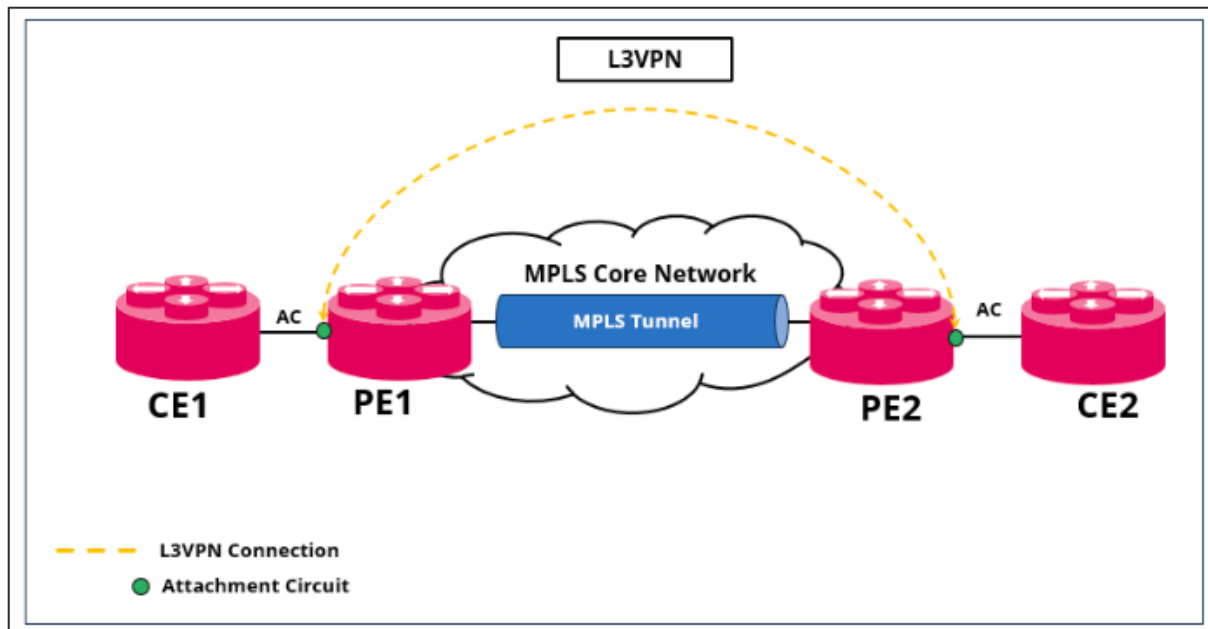 L3VPN
MPLS Core Network
AC
MPLS Tunnel
AC
CE1
PE1
PE2
CE2
L3VPN Connection
Attachment Circuit